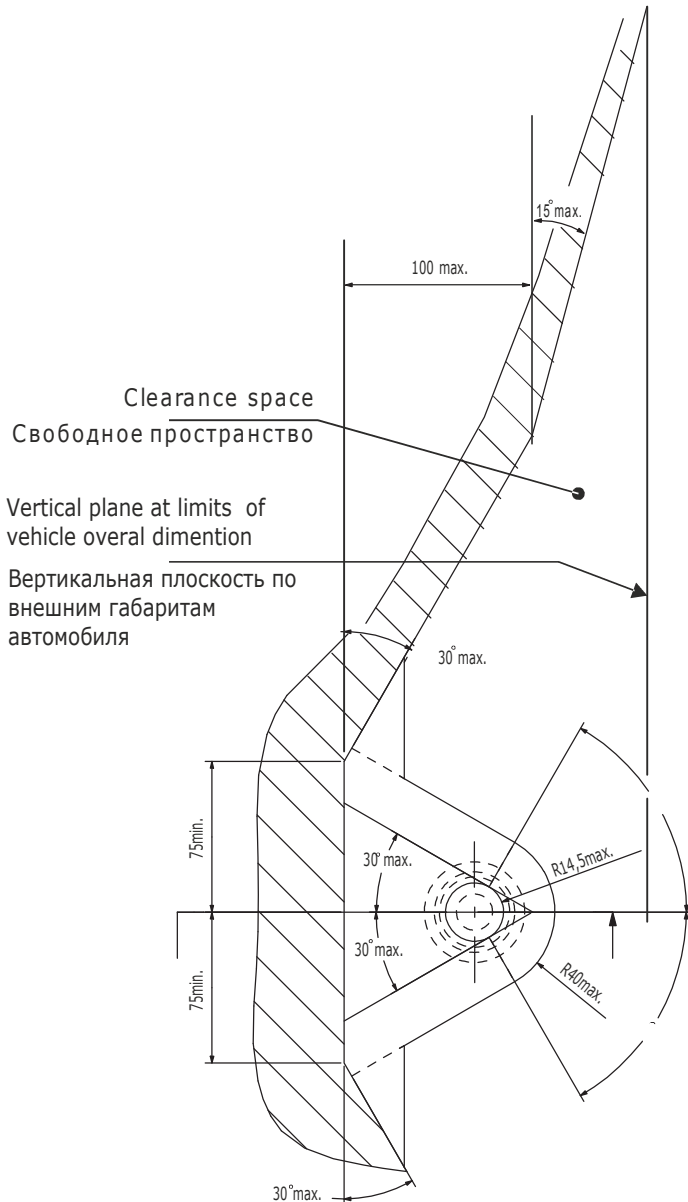 15° max.
100 max.
Clearance space
Свободное пространство
Vertical plane at limits of
vehicle overal dimention
Вертикальная плоскость по
внешним габаритам
автомобиля
30° max.
75min.
30° max.
R14,5max.
30° max.
75min.
R40max.
30° max.